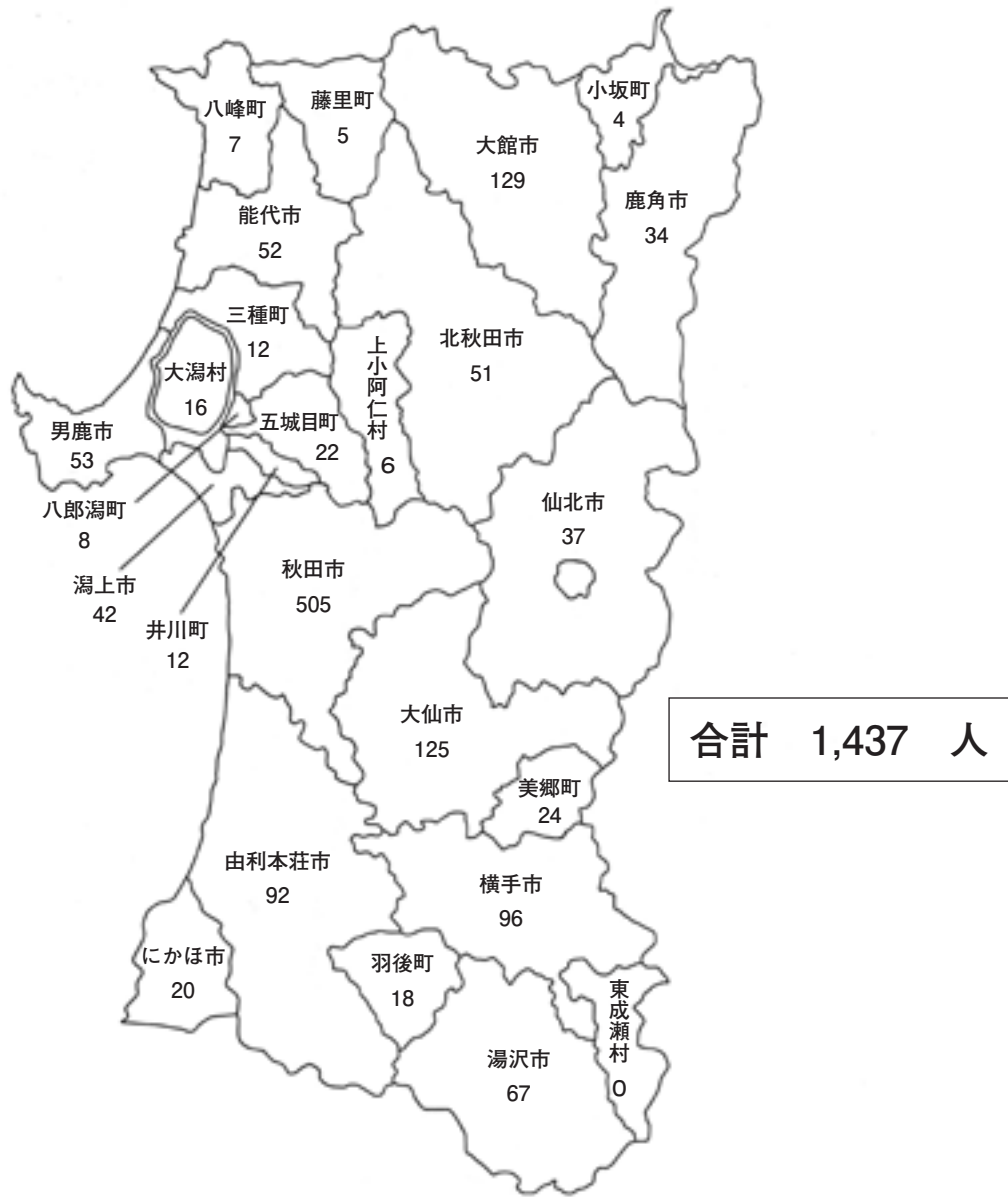 八峰町
7
藤里町
5
大館市
129
小坂町
4
鹿角市
34
能代市
52
三種町
12
大潟村
16
北秋田市
51
上小阿仁村
6
五城目町
22
男鹿市
53
八郎潟町
8
潟上市
42
井川町
12
仙北市
37
秋田市
505
大仙市
125
合計 1,437 人
美郷町
24
由利本荘市
92
横手市
96
にかほ市
20
羽後町
18
東成瀬村
0
湯沢市
67